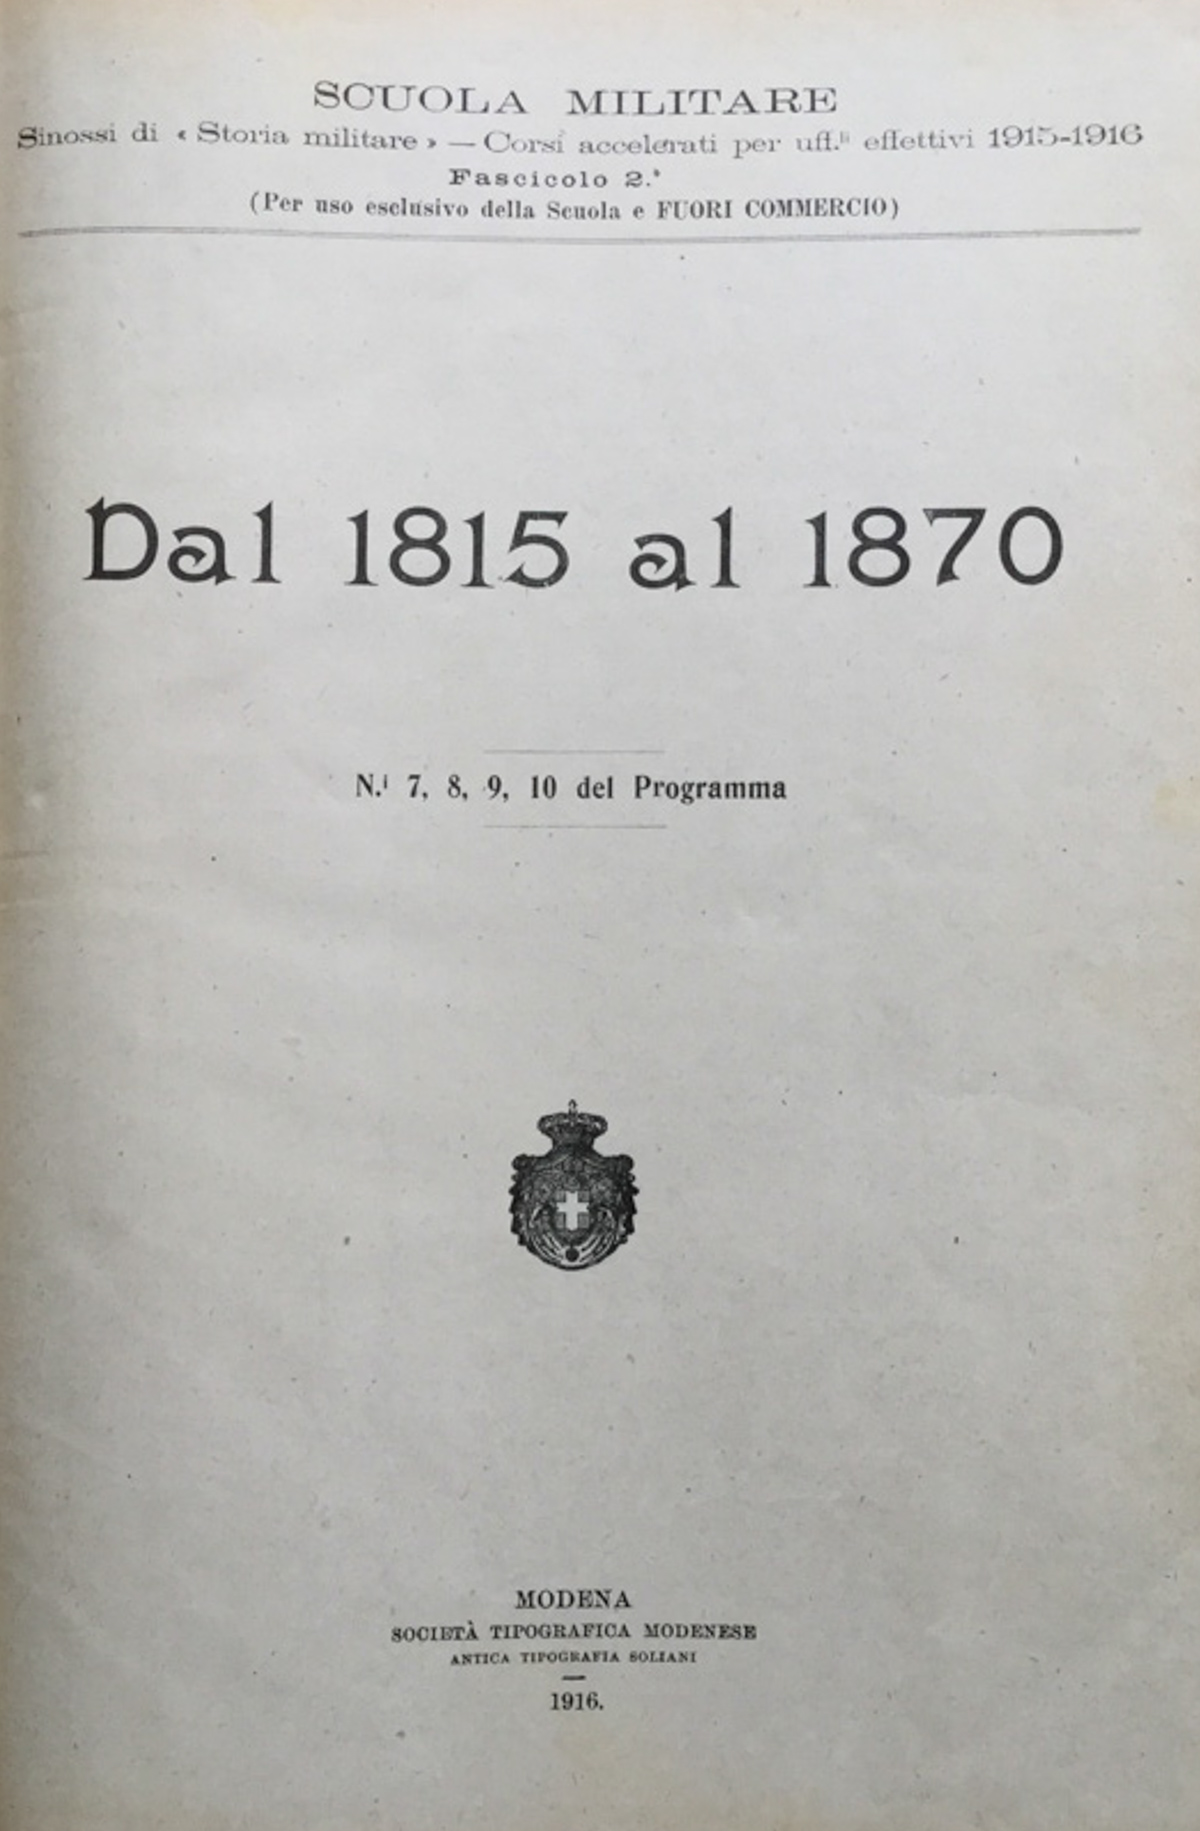 SCUOLA MILITARE
Sinossi di « Storia militare » — Corsi accelerati per uff.li effettivi 1915-1916
Fascicolo 2.º
(Per uso esclusivo della Scuola e FUORI COMMERCIO)
Dal 1815 al 1870
N.i 7, 8, 9, 10 del Programma
MODENA
SOCIETÀ TIPOGRAFICA MODENESE
ANTICA TIPOGRAFIA SOLIANI
1916.